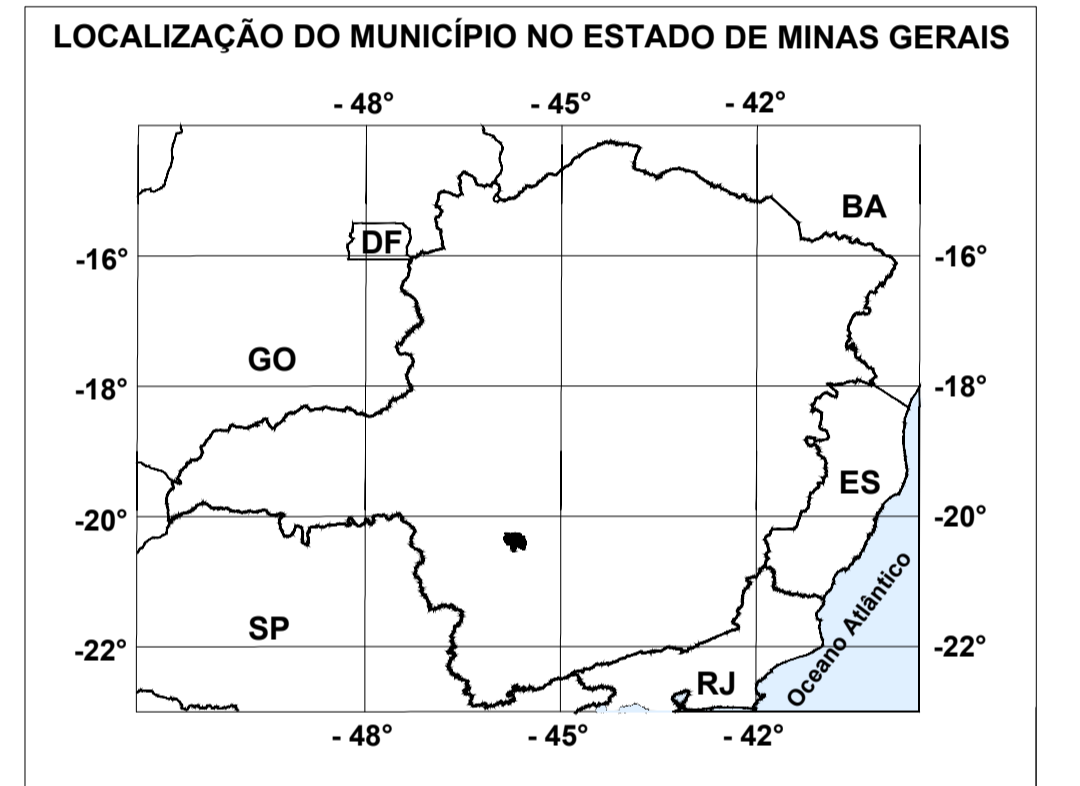 LOCALIZAÇÃO DO MUNICÍPIO NO ESTADO DE MINAS GERAIS
- 48° - 45° - 42°
BA
DF
-16° -16°
GO
-18° -18°
ES
-20° -20°
Oceano Atlântico
SP
-22° -22°
RJ
- 48° - 45° - 42°